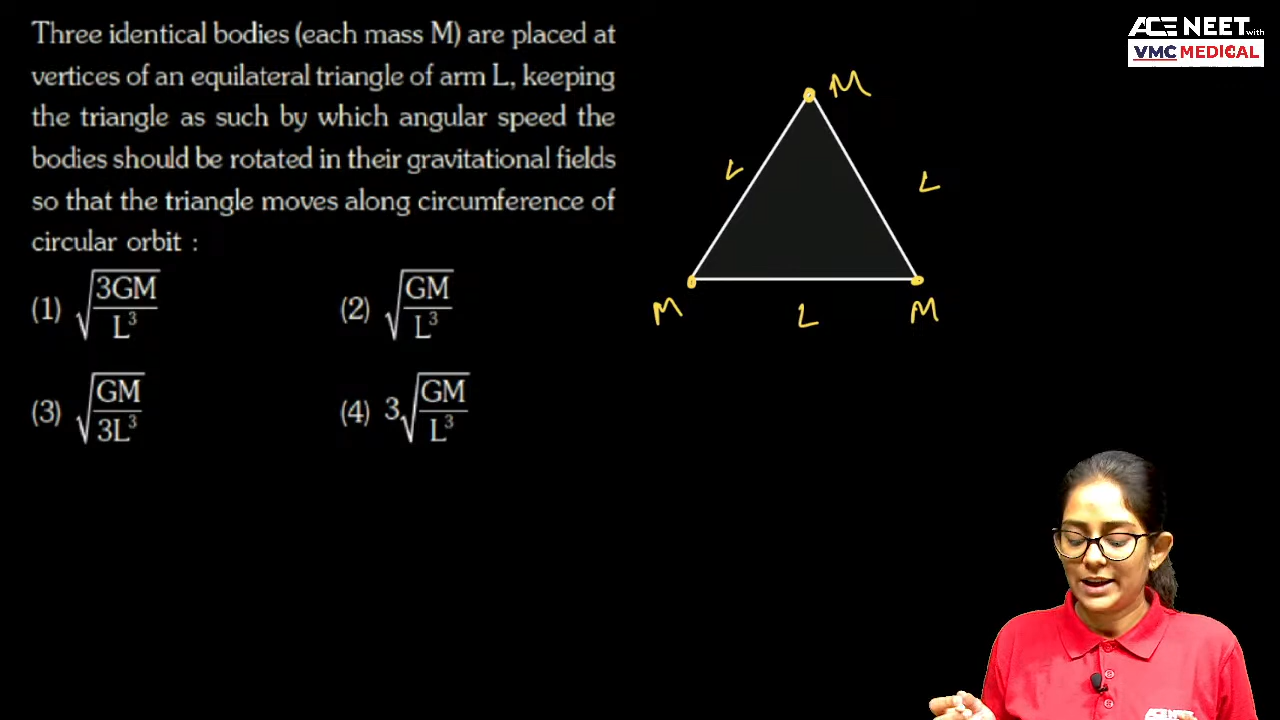 Three identical bodies (each mass M) are placed at
vertices of an equilateral triangle of arm L, keeping
the triangle as such by which angular speed the
bodies should be rotated in their gravitational fields
so that the triangle moves along circumference of
circular orbit :
(1) √(3GM/L³) (2) √(GM/L³)
(3) √(GM/3L³) (4) 3√(GM/L³)
M
L L
M L M
ACE NEET with
VMC MEDICAL
ACE NEET